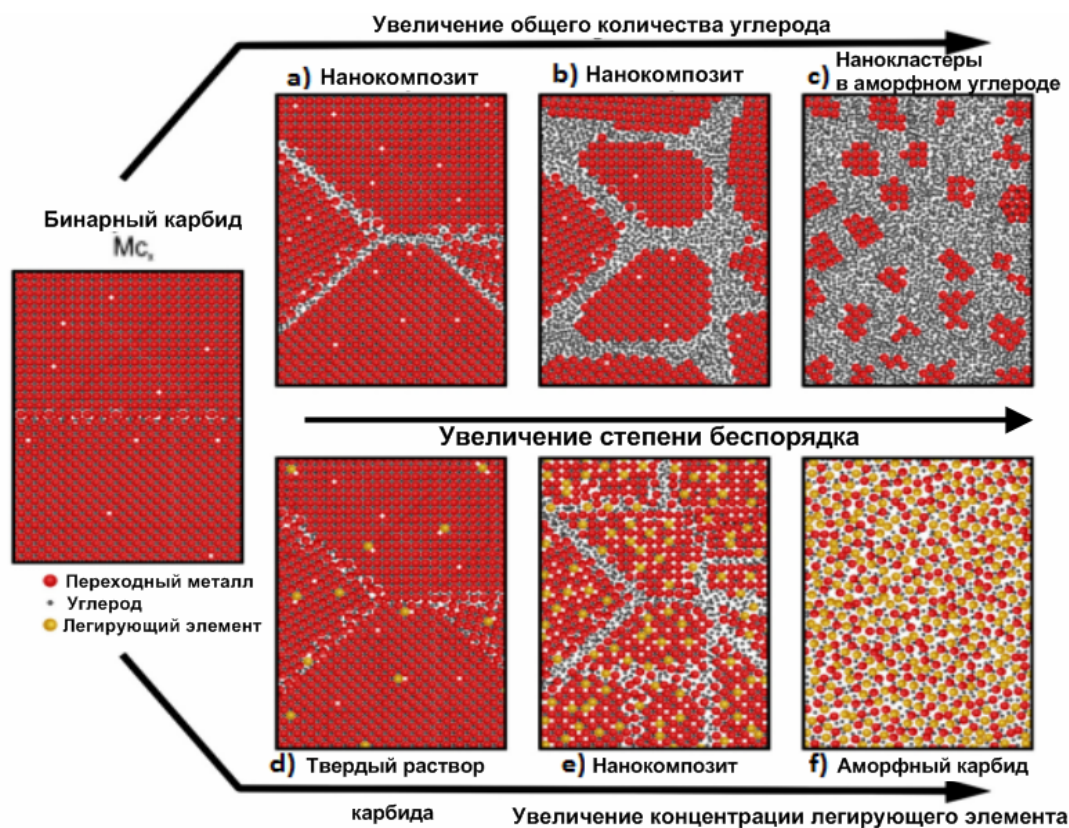 Увеличение общего количества углерода
a) Нанокомпозит
b) Нанокомпозит
c) Нанокластеры
в аморфном углероде
Бинарный карбид
Mcₓ
Увеличение степени беспорядка
Переходный металл
Углерод
Легирующий элемент
d) Твердый раствор
карбида
e) Нанокомпозит
f) Аморфный карбид
Увеличение концентрации легирующего элемента